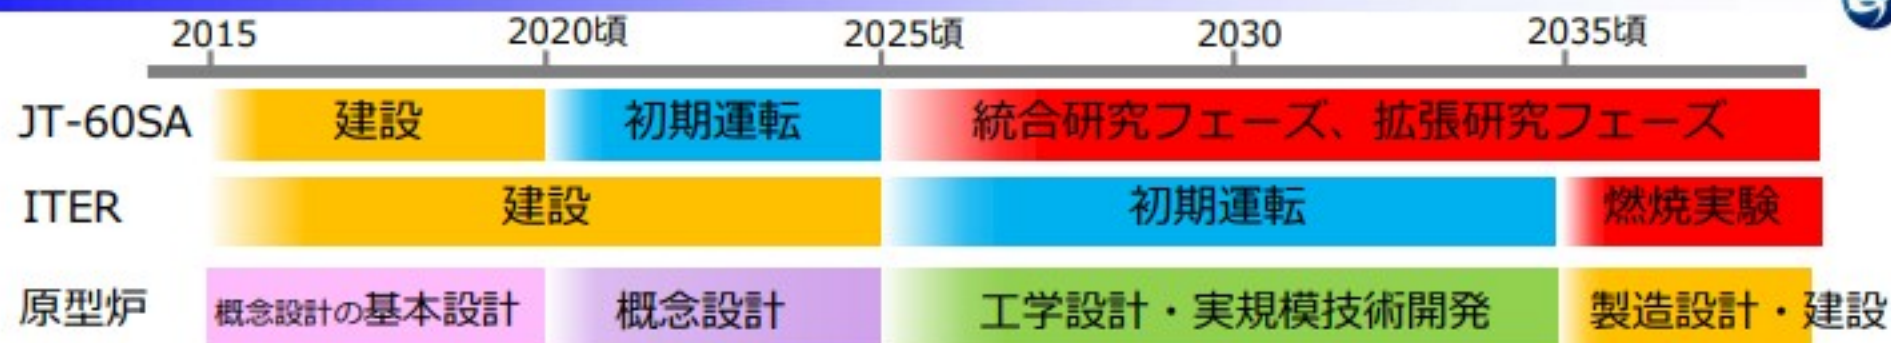 2015 2020頃 2025頃 2030 2035頃
JT-60SA 建設 初期運転 統合研究フェーズ、拡張研究フェーズ
ITER 建設 初期運転 燃焼実験
原型炉 概念設計の基本設計 概念設計 工学設計・実規模技術開発 製造設計・建設